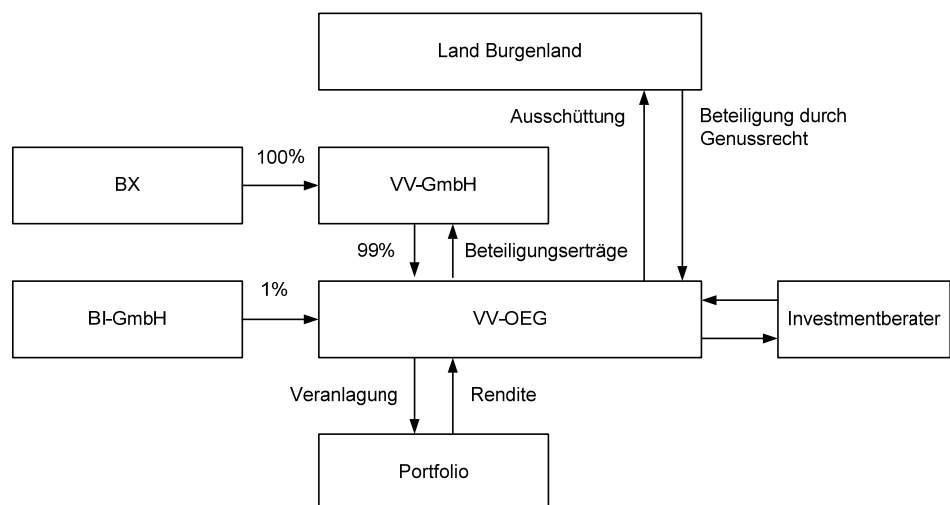 Land Burgenland
Ausschüttung
Beteiligung durch
Genussrecht
100%
BX
VV-GmbH
99%
Beteiligungserträge
1%
BI-GmbH
VV-OEG
Investmentberater
Veranlagung
Rendite
Portfolio